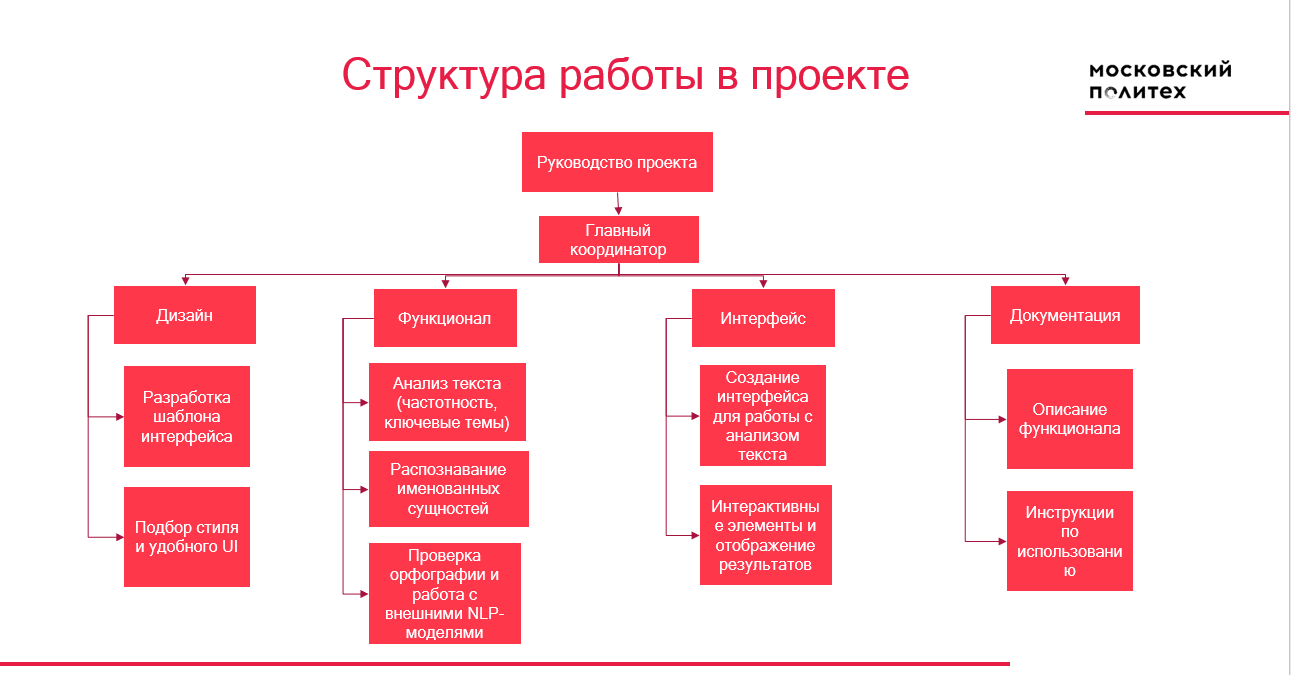 Структура работы в проекте
МОСКОВСКИЙ
ПОЛИТЕХ
Руководство проекта
Главный
координатор
Дизайн
Разработка
шаблона
интерфейса
Подбор стиля
и удобного UI
Функционал
Анализ текста
(частотность,
ключевые темы)
Распознавание
именованных
сущностей
Проверка
орфографии и
работа с
внешними NLP-
моделями
Интерфейс
Создание
интерфейса
для работы с
анализом
текста
Интерактивны
е элементы и
отображение
результатов
Документация
Описание
функционала
Инструкции
по
использовани
ю